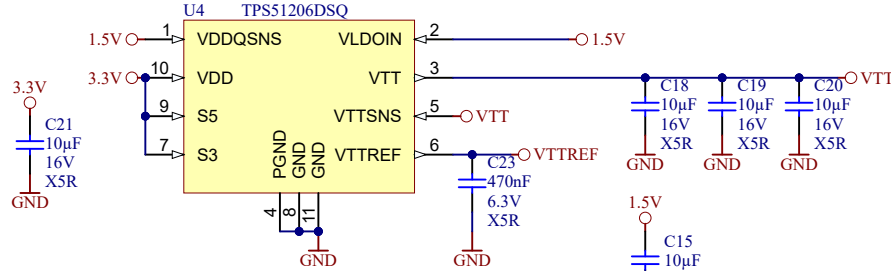 U4 TPS51206DSQ
1.5V 1 VDDQSNS VLDOIN 2 1.5V
3.3V 10 VDD VTT 3 VTT
9 S5 VTTSNS 5 VTT
7 S3 VTTREF 6 VTTREF
PGND
GND
GND
4
8
11
GND
3.3V
C21
10µF
16V
X5R
GND
C23
470nF
6.3V
X5R
GND
C18
10µF
16V
X5R
GND
C19
10µF
16V
X5R
GND
C20
10µF
16V
X5R
GND
1.5V
C15
10µF